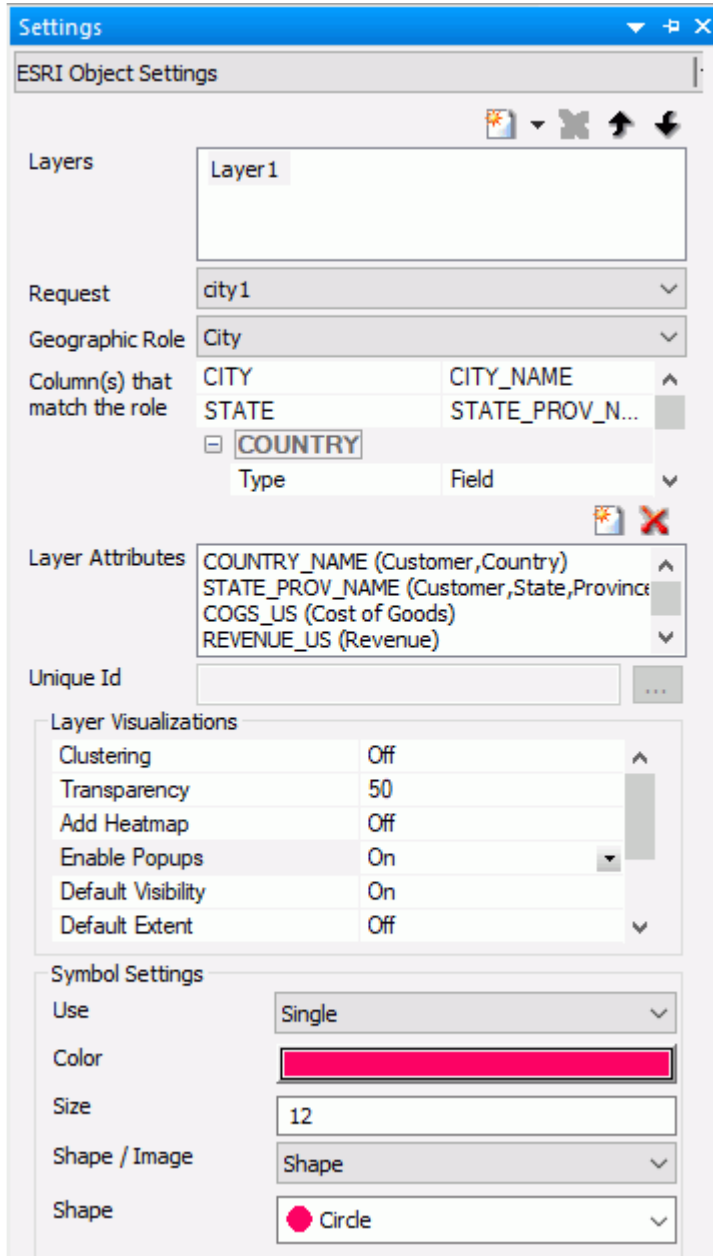 Settings
ESRI Object Settings
Layers
Layer1
Request
city1
Geographic Role
City
Column(s) that
match the role
CITY CITY_NAME
STATE STATE_PROV_N...
COUNTRY
Type Field
Layer Attributes
COUNTRY_NAME (Customer,Country)
STATE_PROV_NAME (Customer,State,Province
COGS_US (Cost of Goods)
REVENUE_US (Revenue)
Unique Id
...
Layer Visualizations
Clustering Off
Transparency 50
Add Heatmap Off
Enable Popups On
Default Visibility On
Default Extent Off
Symbol Settings
Use Single
Color
Size 12
Shape / Image Shape
Shape Circle